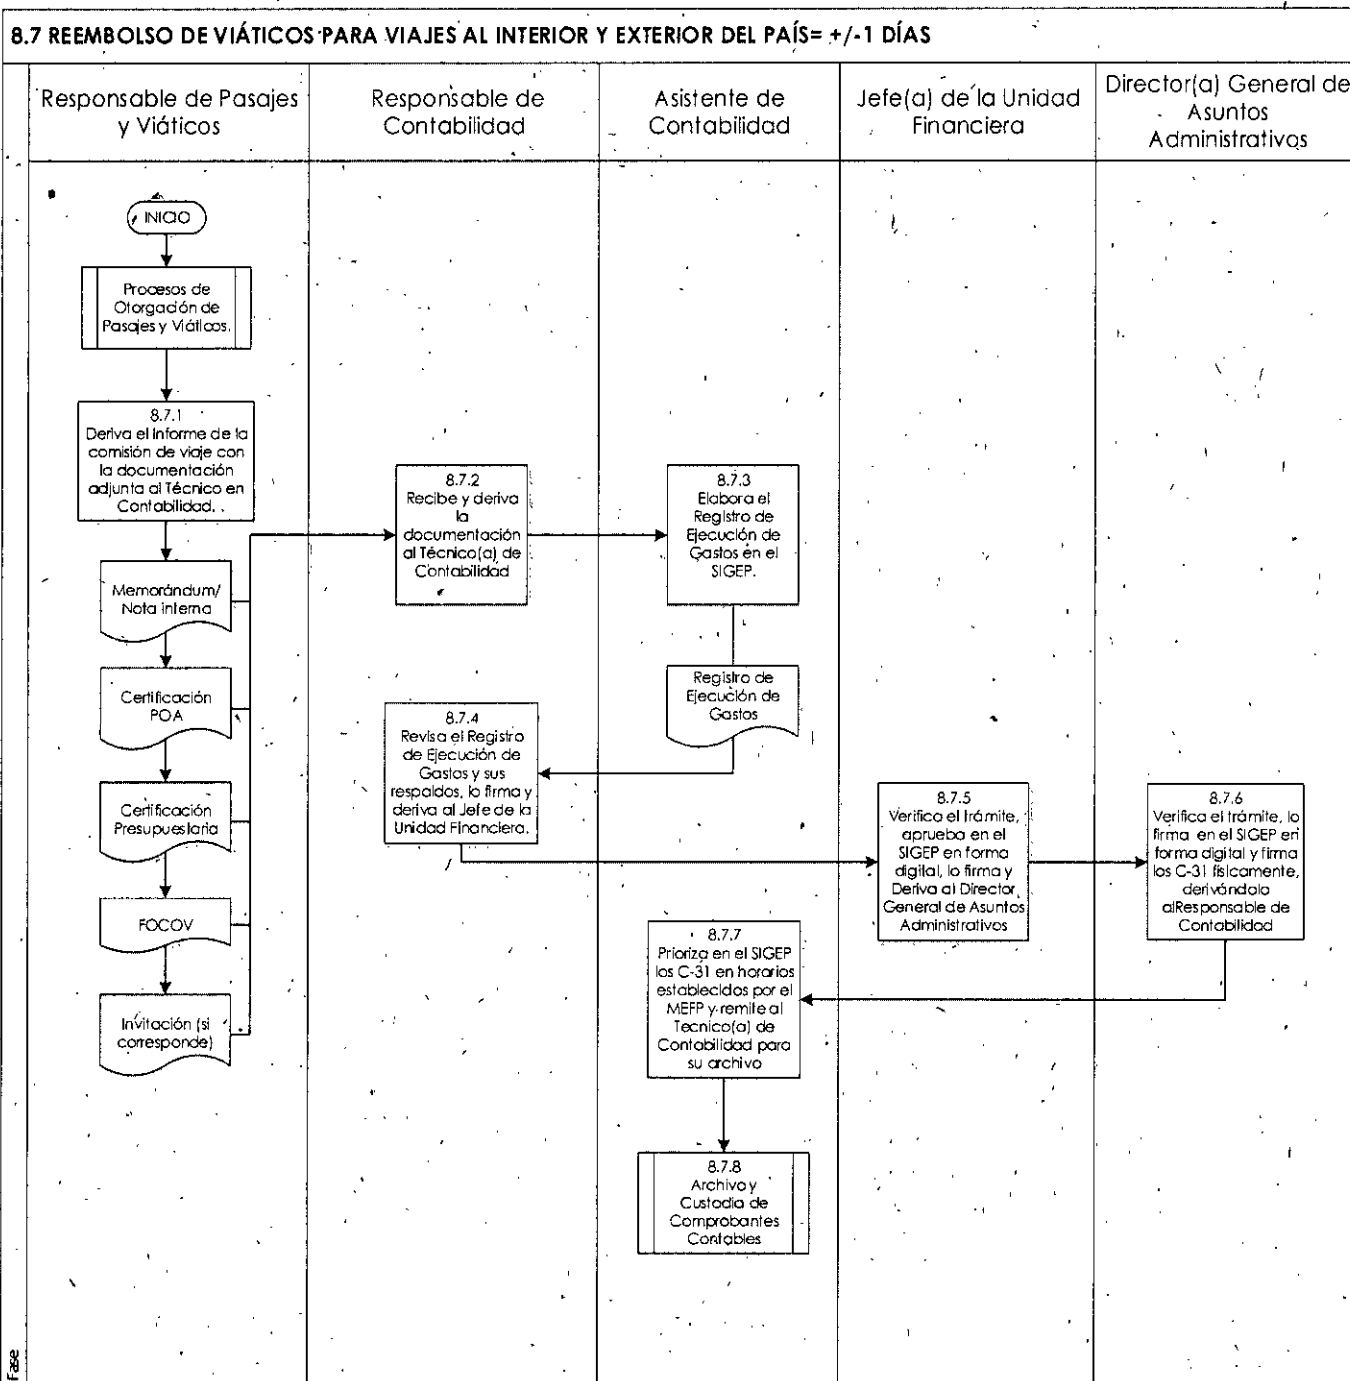 8.7 REEMBOLSO DE VIÁTICOS PARA VIAJES AL INTERIOR Y EXTERIOR DEL PAÍS= +/-1 DÍAS
Responsable de Pasajes
y Viáticos
Responsable de
Contabilidad
Asistente de
Contabilidad
Jefe(a) de la Unidad
Financiera
Director(a) General de
Asuntos
Administrativos
INICIO
Procesos de
Otorgación de
Pasajes y Viáticos.
8.7.1
Deriva el informe de la
comisión de viaje con
la documentación
adjunta al Técnico en
Contabilidad.
Memorándum/
Nota interna
Certificación
POA
Certificación
Presupuestaria
FOCOV
Invitación (si
corresponde)
8.7.2
Recibe y deriva
la
documentación
al Técnico(a) de
Contabilidad
8.7.3
Elabora el
Registro de
Ejecución de
Gastos en el
SIGEP.
Registro de
Ejecución de
Gastos
8.7.4
Revisa el Registro
de Ejecución de
Gastos y sus
respaldos, lo firma y
deriva al Jefe de la
Unidad Financiera.
8.7.5
Verifica el trámite,
aprueba en el
SIGEP en forma
digital, lo firma y
Deriva al Director
General de Asuntos
Administrativos
8.7.6
Verifica el trámite, lo
firma en el SIGEP en
forma digital y firma
los C-31 físicamente,
derivándola
alResponsable de
Contabilidad
8.7.7
Prioriza en el SIGEP
los C-31 en horarios
establecidos por el
MEFP y remite al
Tecnico(a) de
Contabilidad para
su archivo
8.7.8
Archivo y
Custodia de
Comprobantes
Contables
Fase